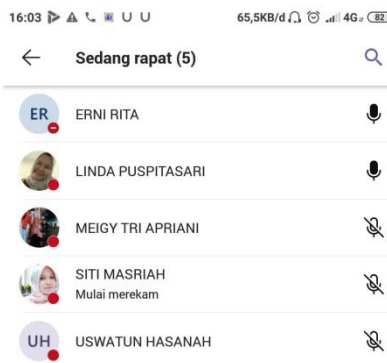 16:03 U U 65,5KB/d 4G 82
Sedang rapat (5)
ER ERNI RITA
LINDA PUSPITASARI
MEIGY TRI APRIANI
SITI MASRIAH
Mulai merekam
UH USWATUN HASANAH